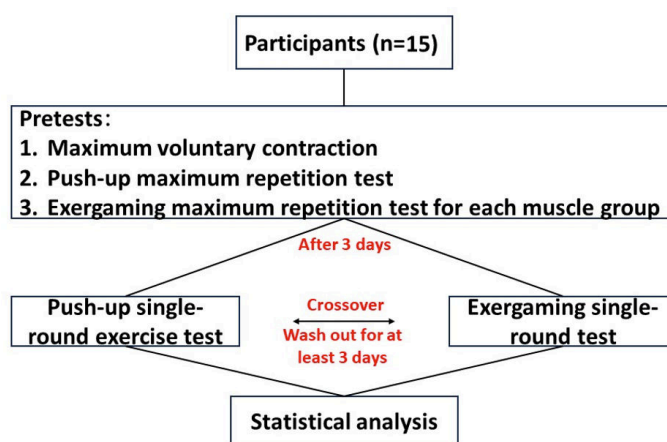 Participants (n=15)
Pretests:
1. Maximum voluntary contraction
2. Push-up maximum repetition test
3. Exergaming maximum repetition test for each muscle group
After 3 days
Push-up single-
round exercise test
Crossover
Wash out for at
least 3 days
Exergaming single-
round test
Statistical analysis